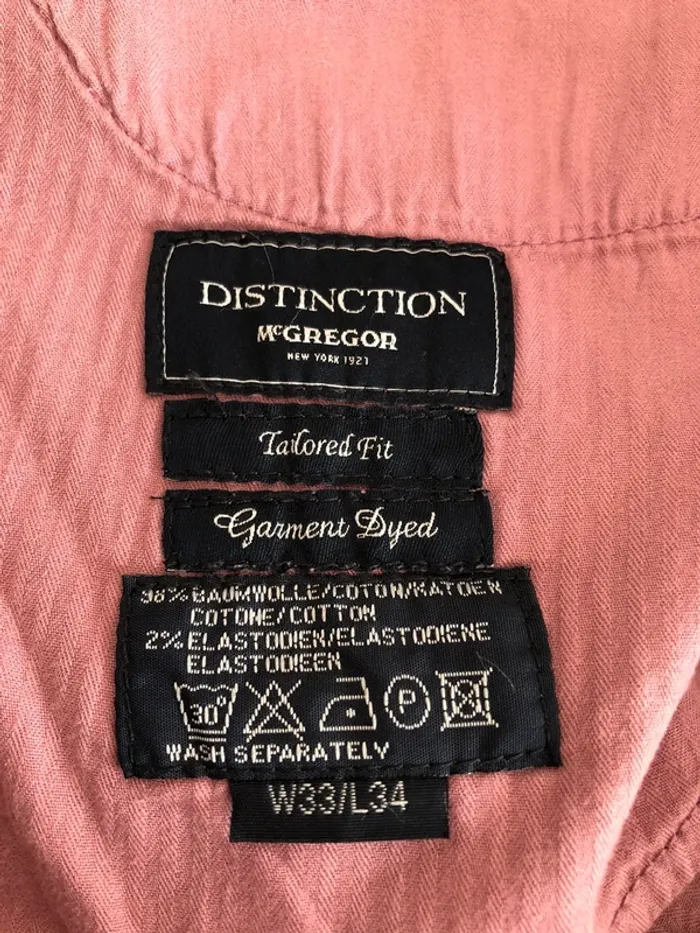 DISTINCTION
McGREGOR
NEW YORK 1921
Tailored Fit
Garment Dyed
98% BAUMWOLLE/COTON/KATOEN
COTONE/COTTON
2% ELASTODIEN/ELASTODIENE
ELASTODIEEN
30° P
WASH SEPARATELY
W33/L34